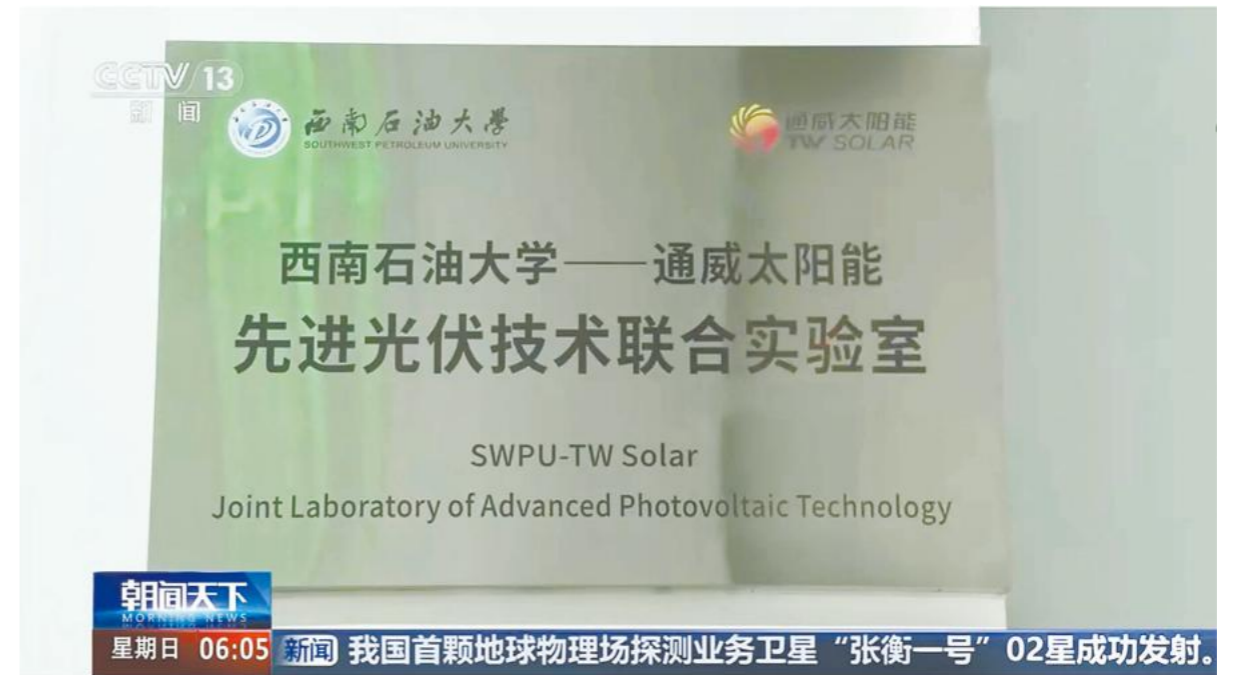 CCTV 13
新闻
西南石油大學
SOUTHWEST PETROLEUM UNIVERSITY
通威太阳能
TW SOLAR
西南石油大学——通威太阳能
先进光伏技术联合实验室
SWPU-TW Solar
Joint Laboratory of Advanced Photovoltaic Technology
朝闻天下
MORNING NEWS
星期日 06:05 新闻 我国首颗地球物理场探测业务卫星“张衡一号”02星成功发射。